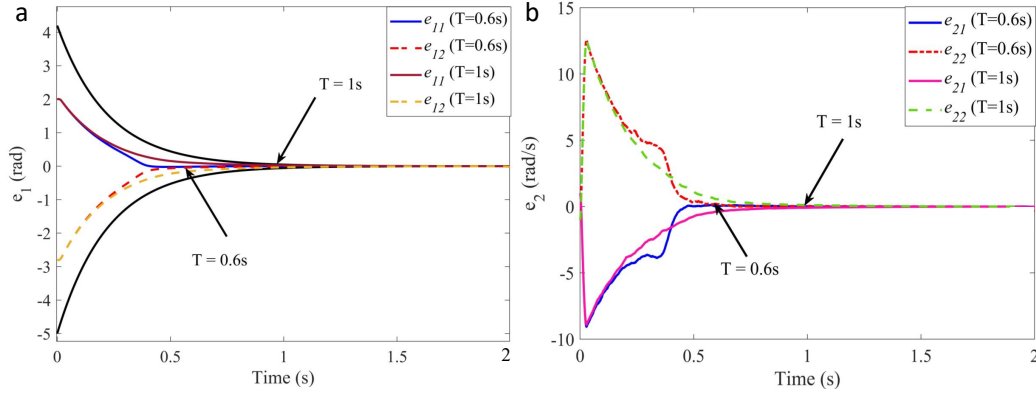 a
e11 (T=0.6s)
e12 (T=0.6s)
e11 (T=1s)
e12 (T=1s)
T = 1s
T = 0.6s
e1 (rad)
4
3
2
1
0
-1
-2
-3
-4
-5
0
0.5
1
1.5
2
Time (s)
b
e21 (T=0.6s)
e22 (T=0.6s)
e21 (T=1s)
e22 (T=1s)
T = 1s
T = 0.6s
e2 (rad/s)
15
10
5
0
-5
-10
0
0.5
1
1.5
2
Time (s)